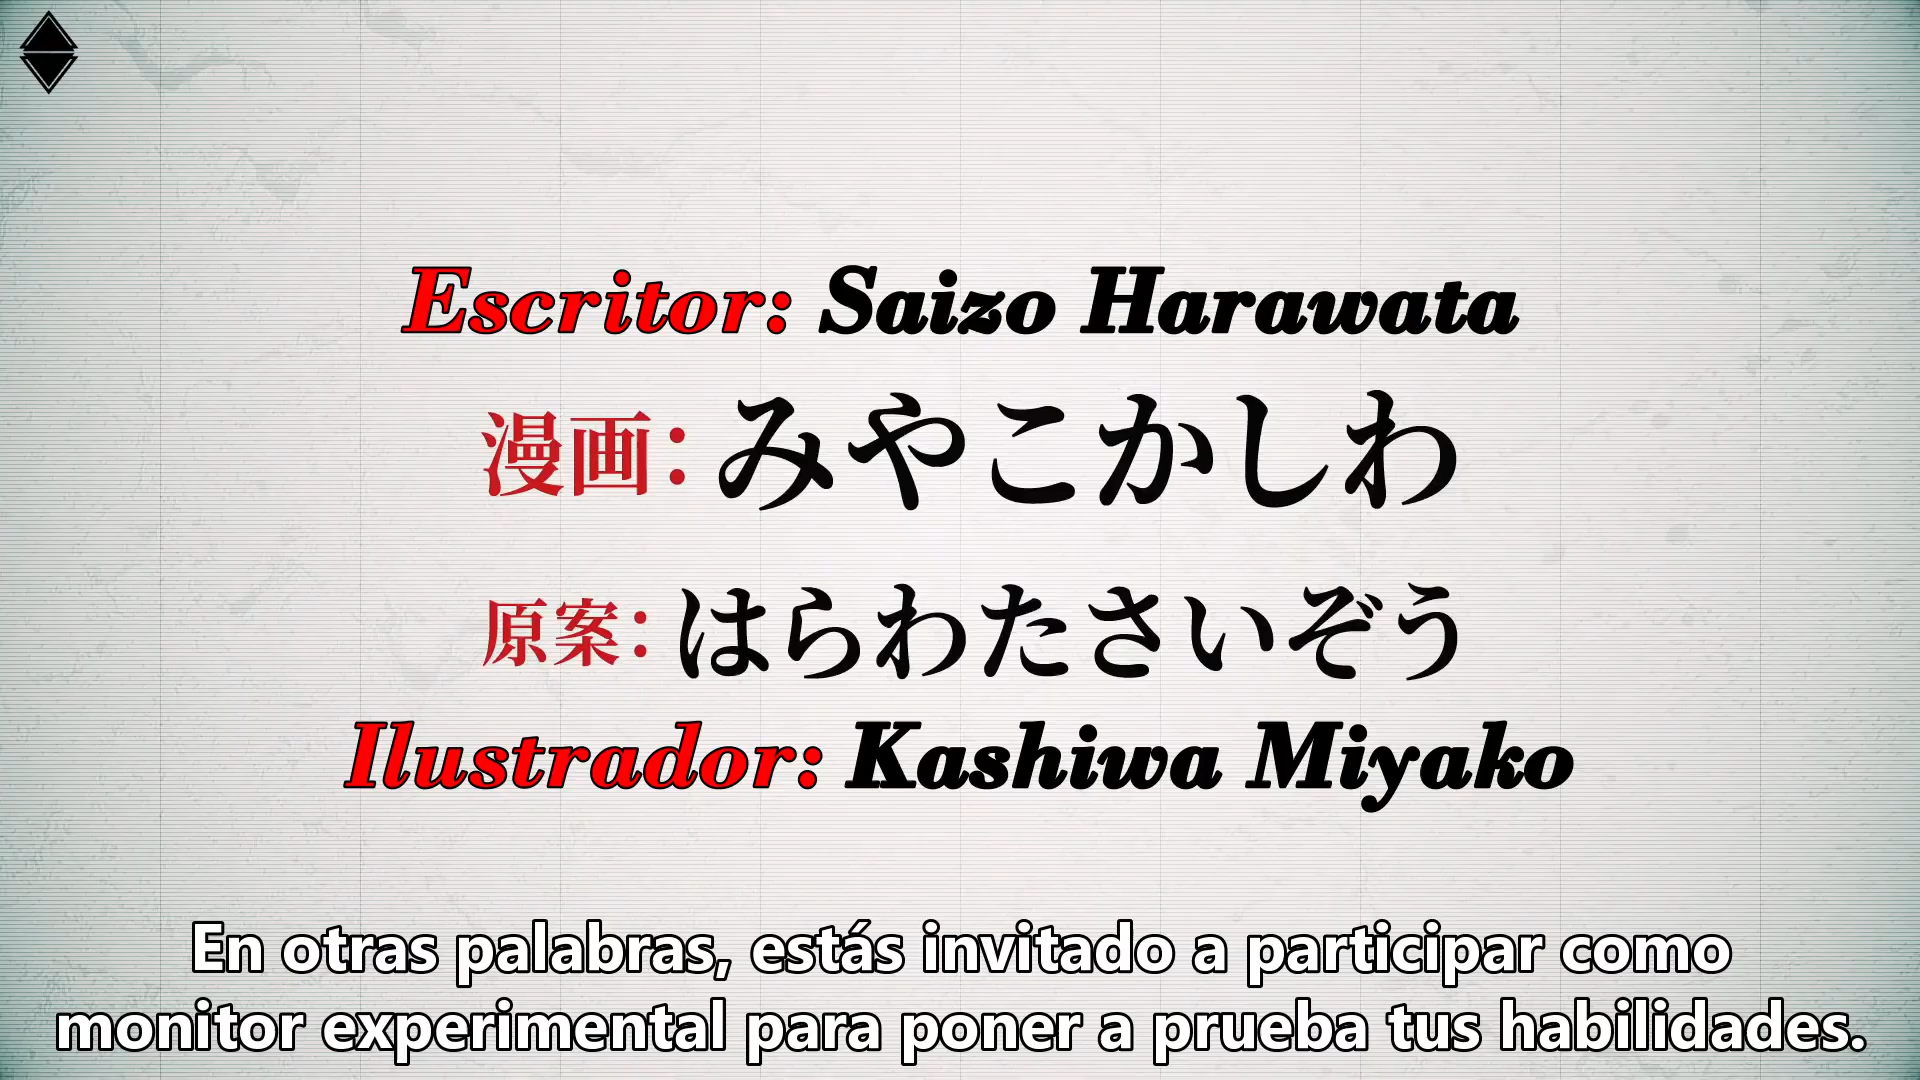 Escritor: Saizo Harawata
漫画：みやこかしわ
原案：はらわたさいぞう
Ilustrador: Kashiwa Miyako
En otras palabras, estás invitado a participar como
monitor experimental para poner a prueba tus habilidades.